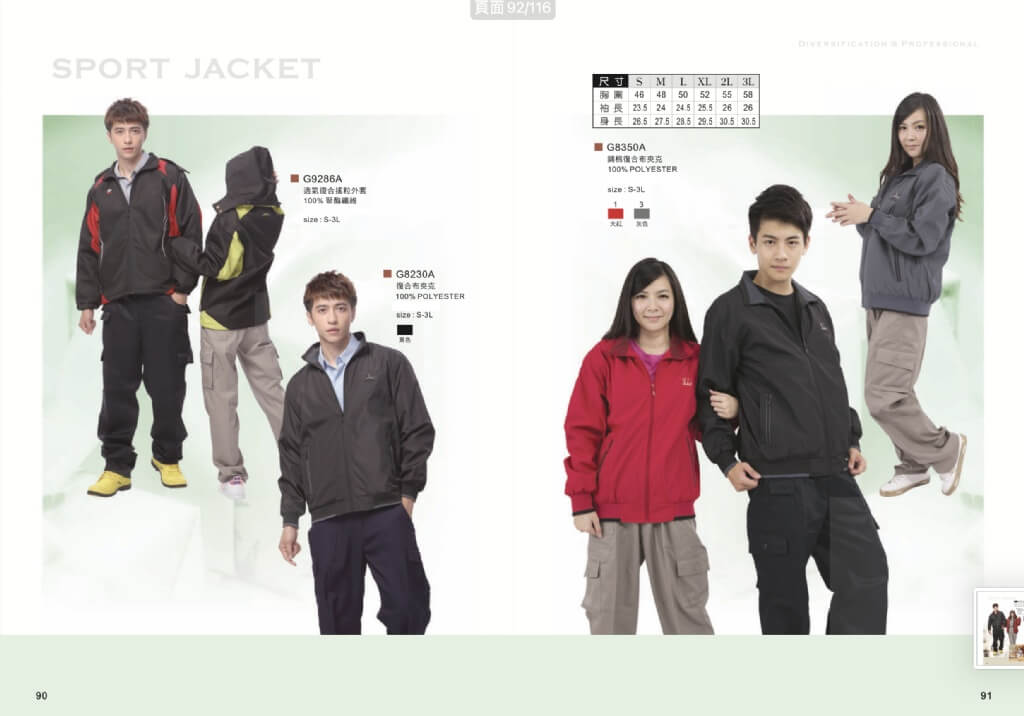 頁面 92/116
DIVERSIFICATION & PROFESSIONAL
SPORT JACKET
G9286A
透氣復合搖粒外套
100% 聚酯纖維
size : S-3L
G8230A
復合布夾克
100% POLYESTER
size : S-3L
黑色
尺寸 S M L XL 2L 3L
胸圍 46 48 50 52 55 58
袖長 23.5 24 24.5 25.5 26 26
身長 26.5 27.5 28.5 29.5 30.5 30.5
G8350A
鋪棉復合布夾克
100% POLYESTER
size : S-3L
1 3
大紅 灰色
90
91